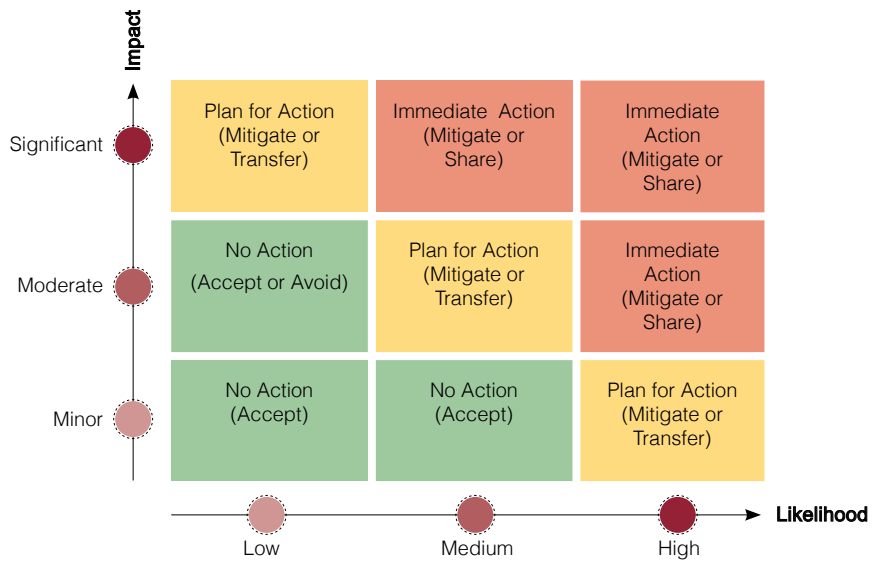 Impact
Significant
Plan for Action
(Mitigate or
Transfer)
Immediate Action
(Mitigate or
Share)
Immediate
Action
(Mitigate or
Share)
Moderate
No Action
(Accept or Avoid)
Plan for Action
(Mitigate or
Transfer)
Immediate
Action
(Mitigate or
Share)
Minor
No Action
(Accept)
No Action
(Accept)
Plan for Action
(Mitigate or
Transfer)
Likelihood
Low
Medium
High